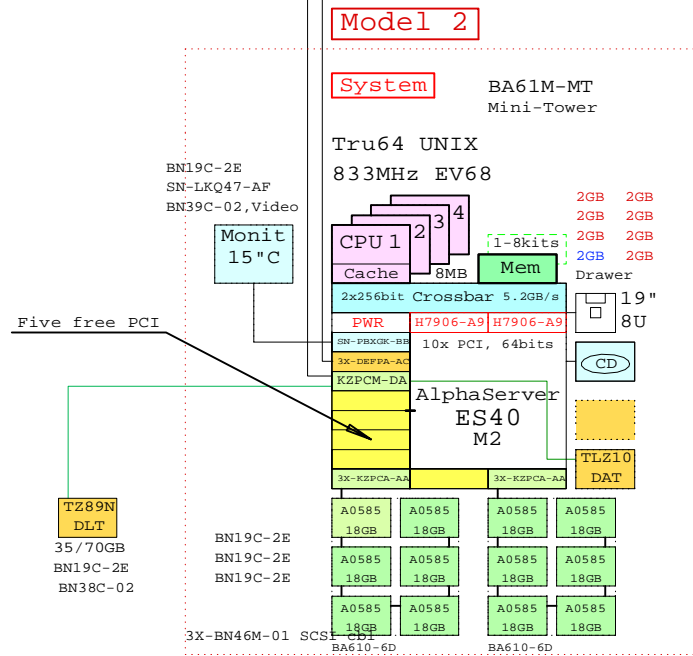 Model 2
System
BA61M-MT
Mini-Tower
Tru64 UNIX
833MHz EV68
BN19C-2E
SN-LKQ47-AF
BN39C-02,Video
Monit
15"C
CPU 1
2
3
4
Cache
8MB
1-8kits
Mem
2GB 2GB
2GB 2GB
2GB 2GB
2GB 2GB
Drawer
2x256bit Crossbar 5.2GB/s
19"
8U
Five free PCI
PWR
H7906-A9
H7906-A9
SN-PBXGK-BB
10x PCI, 64bits
3X-DEFPA-AC
CD
KZPCM-DA
AlphaServer
ES40
M2
TLZ10
DAT
3X-KZPCA-AA
3X-KZPCA-AA
TZ89N
DLT
35/70GB
BN19C-2E
BN38C-02
A0585 A0585 A0585 A0585
18GB 18GB 18GB 18GB
BN19C-2E
BN19C-2E
BN19C-2E
A0585 A0585 A0585 A0585
18GB 18GB 18GB 18GB
A0585 A0585 A0585 A0585
18GB 18GB 18GB 18GB
3X-BN46M-01 SCSI cbl
BA610-6D
BA610-6D